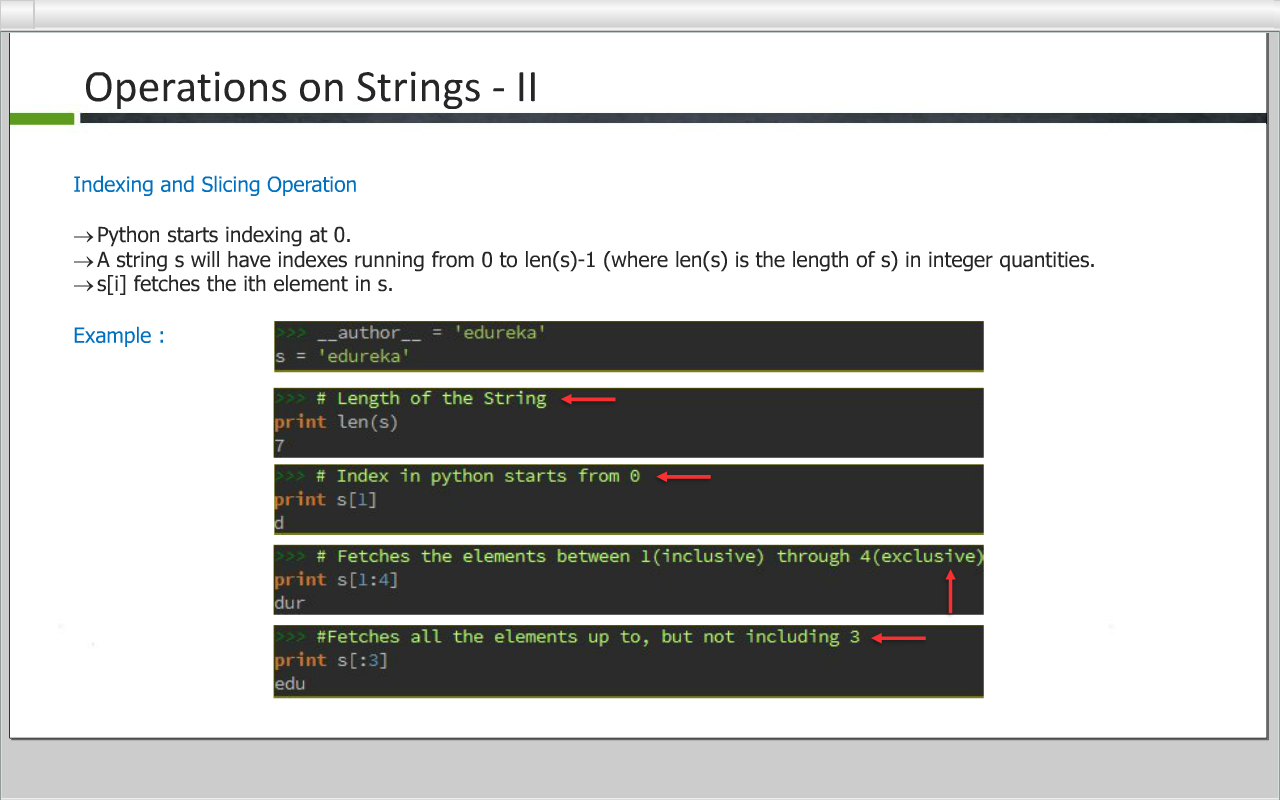 Operations on Strings - II
Indexing and Slicing Operation
→Python starts indexing at 0.
→A string s will have indexes running from 0 to len(s)-1 (where len(s) is the length of s) in integer quantities.
→s[i] fetches the ith element in s.
Example :
>>> __author__ = 'edureka'
s = 'edureka'
>>> # Length of the String
print len(s)
7
>>> # Index in python starts from 0
print s[1]
d
>>> # Fetches the elements between 1(inclusive) through 4(exclusive)
print s[1:4]
dur
>>> #Fetches all the elements up to, but not including 3
print s[:3]
edu